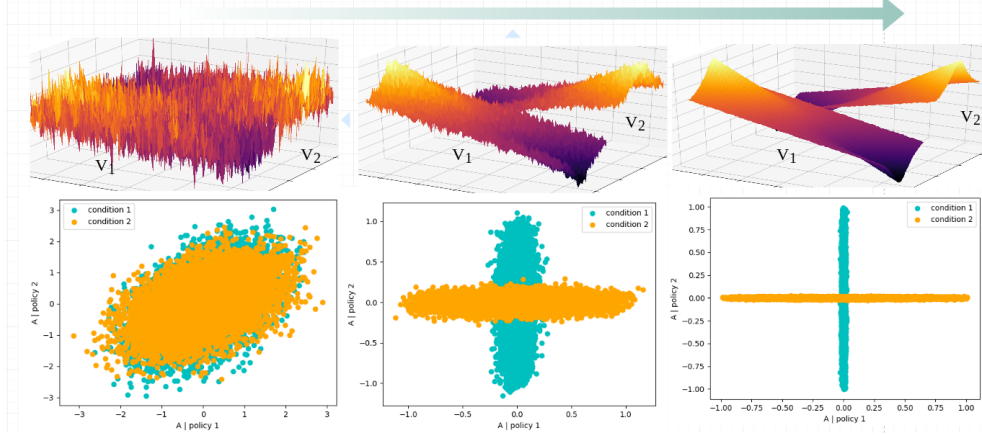 V₁
V₂
V₁
V₂
V₁
V₂
condition 1
condition 2
3
2
1
0
−1
−2
−3
A | policy 2
−3
−2
−1
0
1
2
3
A | policy 1
condition 1
condition 2
1.0
0.5
0.0
−0.5
−1.0
A | policy 2
−1.0
−0.5
0.0
0.5
1.0
A | policy 1
condition 1
condition 2
1.00
0.75
0.50
0.25
0.00
−0.25
−0.50
−0.75
−1.00
A | policy 2
−1.00
−0.75
−0.50
−0.25
0.00
0.25
0.50
0.75
1.00
A | policy 1